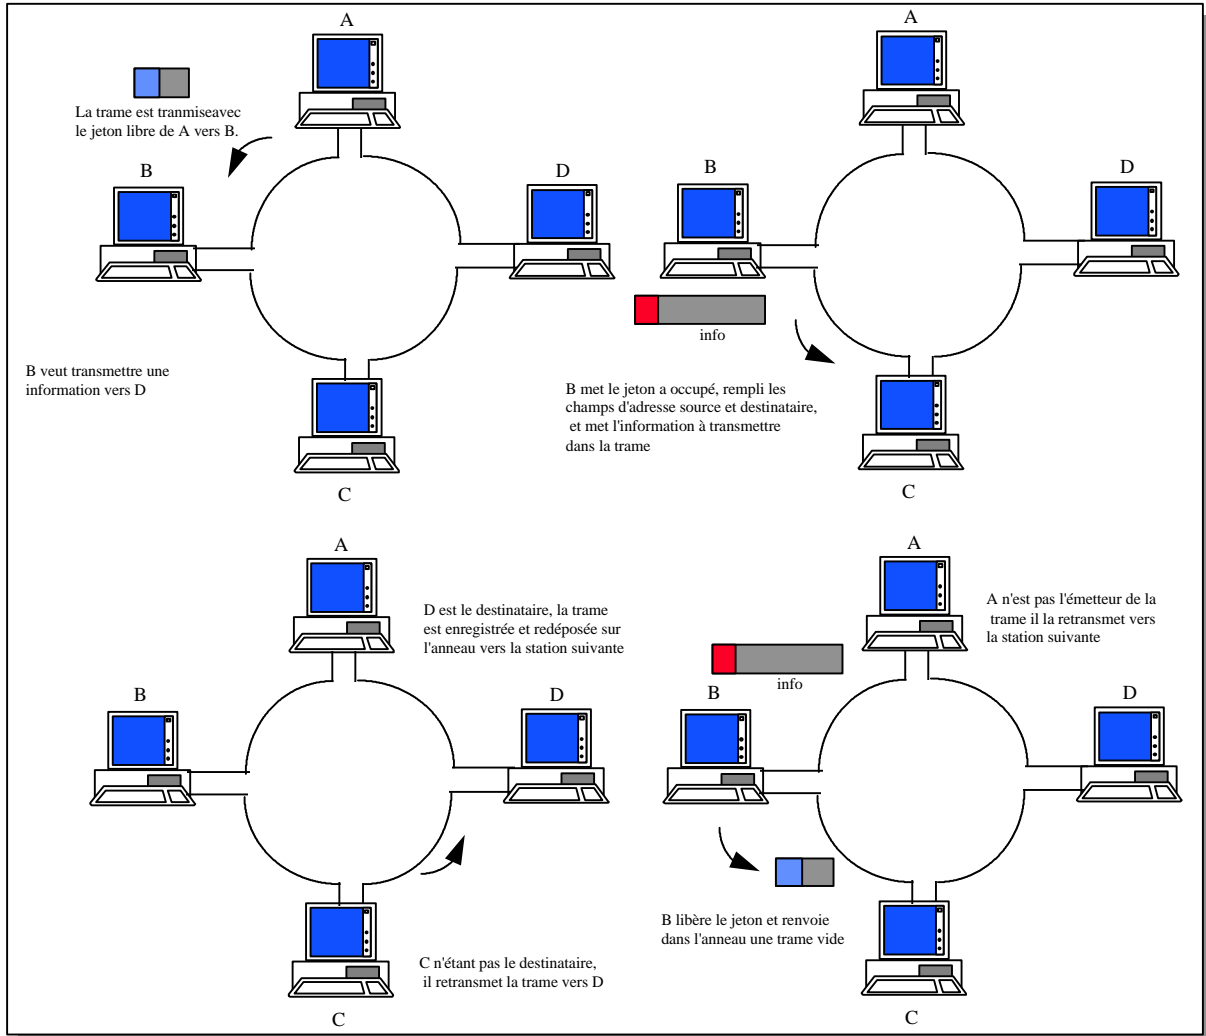 A
La trame est tranmiseavec
le jeton libre de A vers B.
B
D
B veut transmettre une
information vers D
C
A
B
D
info
B met le jeton a occupé, rempli les
champs d'adresse source et destinataire,
et met l'information à transmettre
dans la trame
C
A
D est le destinataire, la trame
est enregistrée et redéposée sur
l'anneau vers la station suivante
B
D
C n'étant pas le destinataire,
il retransmet la trame vers D
C
A
A n'est pas l'émetteur de la
trame il la retransmet vers
la station suivante
info
B
D
B libère le jeton et renvoie
dans l'anneau une trame vide
C